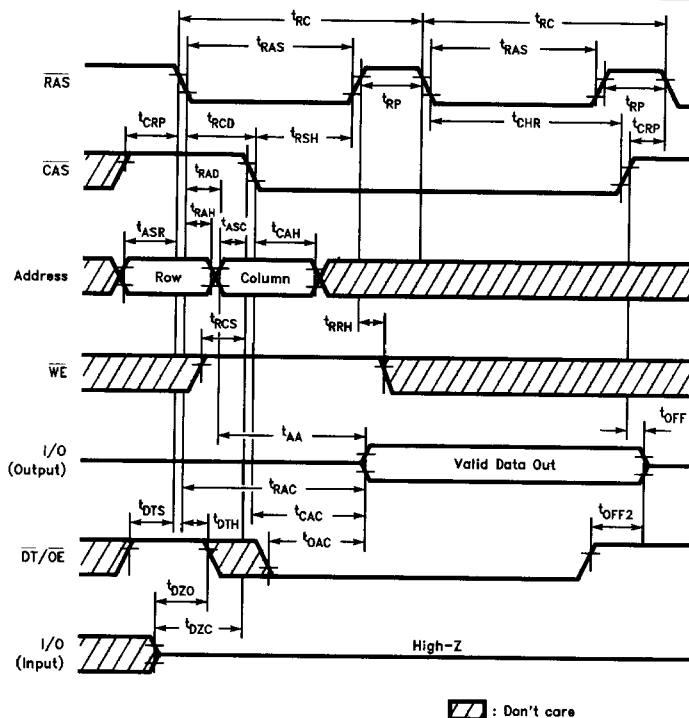 tRC tRC
tRAS tRAS
RAS
tRP tRP
tCRP tRCD tRSH tCHR tCRP
CAS
tRAD
tRAH tASC
tASR tCAH
Address Row Column
tRCS tRRH
WE
tAA tOFF
I/O
(Output)
Valid Data Out
tRAC
tDTS tDTH tCAC tOFF2
tOAC
DT/OE
tDZO
tDZC
I/O
(Input)
High-Z
: Don't care